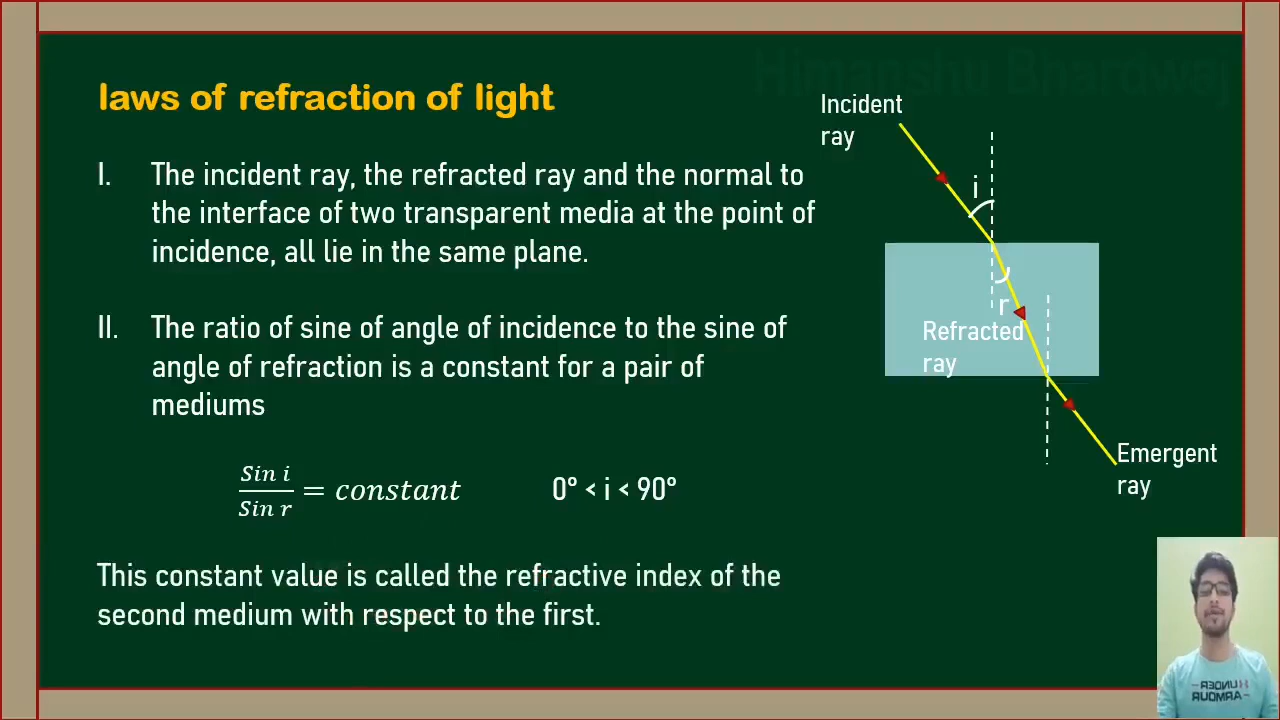 Himanshu Bhardwaj
laws of refraction of light
I. The incident ray, the refracted ray and the normal to
the interface of two transparent media at the point of
incidence, all lie in the same plane.
II. The ratio of sine of angle of incidence to the sine of
angle of refraction is a constant for a pair of
mediums
Sin i
Sin r
= constant
0° < i < 90°
This constant value is called the refractive index of the
second medium with respect to the first.
Incident
ray
i
r
Refracted
ray
Emergent
ray
UNDER
ARMOUR